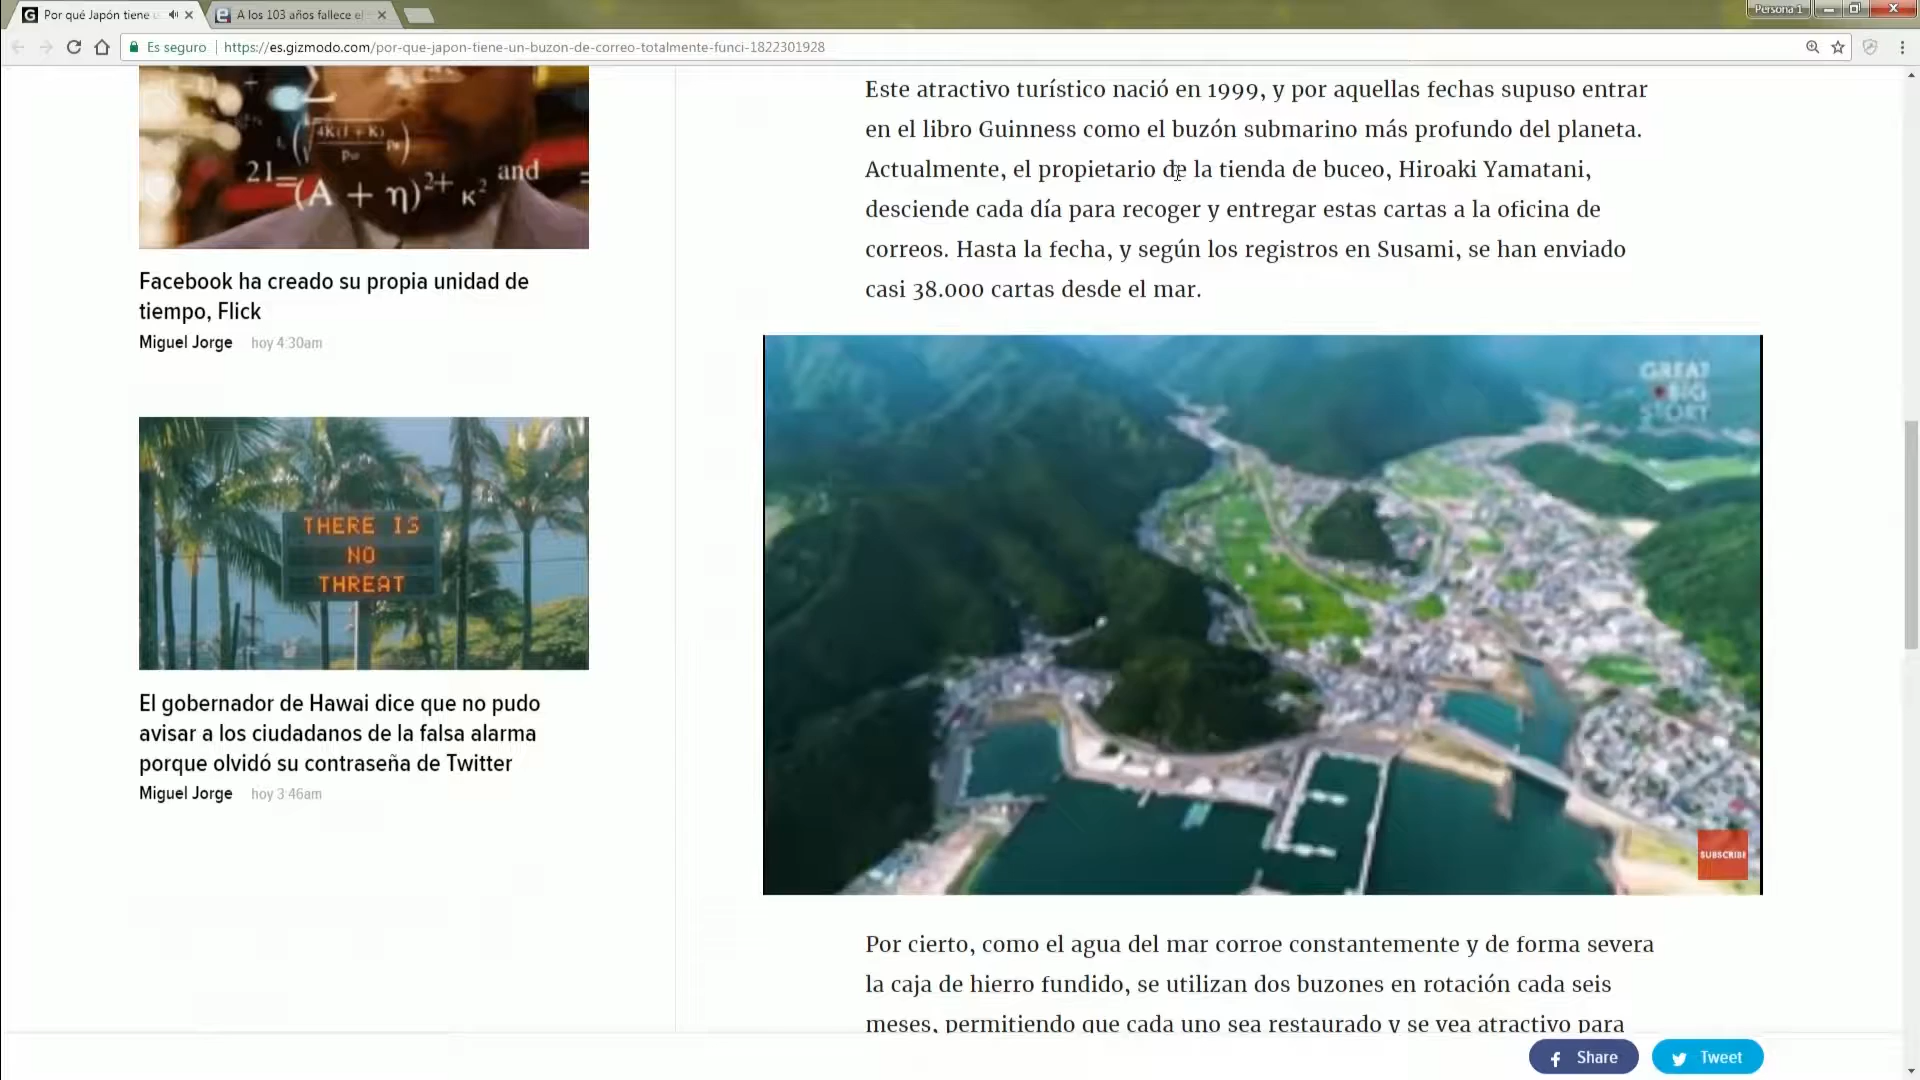 Por qué Japón tiene u
A los 103 años fallece el
Persona 1
Es seguro
https://es.gizmodo.com/por-que-japon-tiene-un-buzon-de-correo-totalmente-funci-1822301928
21=
(A + η)2+ κ2 and =
Facebook ha creado su propia unidad de
tiempo, Flick
Miguel Jorge hoy 4:30am
THERE IS
NO
THREAT
El gobernador de Hawai dice que no pudo
avisar a los ciudadanos de la falsa alarma
porque olvidó su contraseña de Twitter
Miguel Jorge hoy 3:46am
Este atractivo turístico nació en 1999, y por aquellas fechas supuso entrar
en el libro Guinness como el buzón submarino más profundo del planeta.
Actualmente, el propietario de la tienda de buceo, Hiroaki Yamatani,
desciende cada día para recoger y entregar estas cartas a la oficina de
correos. Hasta la fecha, y según los registros en Susami, se han enviado
casi 38.000 cartas desde el mar.
GREAT
BIG
STORY
SUBSCRIBE
Por cierto, como el agua del mar corroe constantemente y de forma severa
la caja de hierro fundido, se utilizan dos buzones en rotación cada seis
meses, permitiendo que cada uno sea restaurado y se vea atractivo para
Share
Tweet